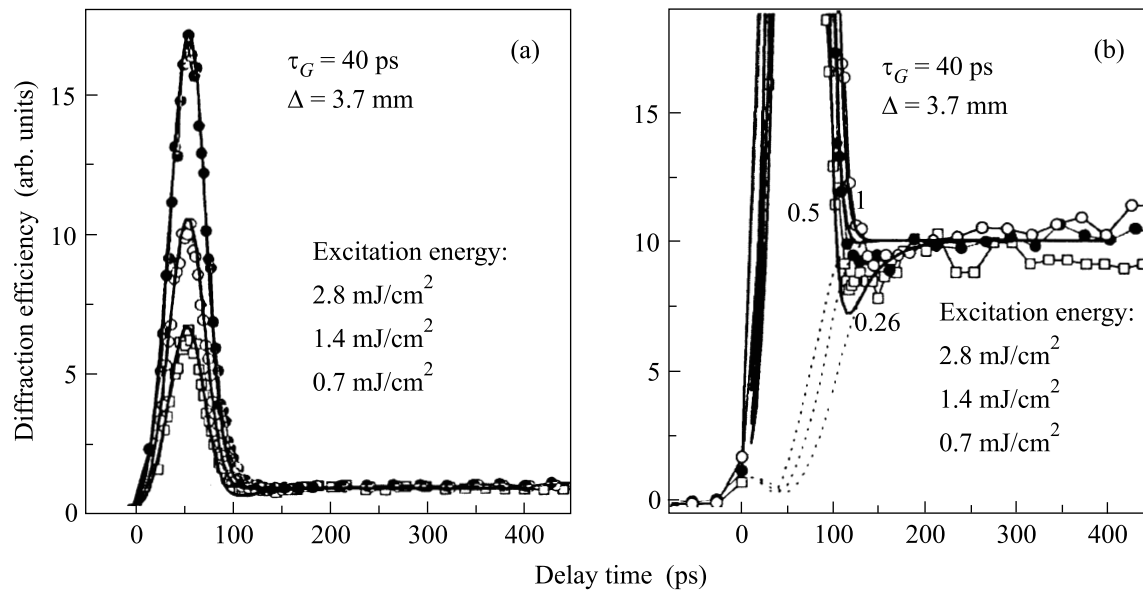 (a)
τG = 40 ps
Δ = 3.7 mm
Excitation energy:
2.8 mJ/cm²
1.4 mJ/cm²
0.7 mJ/cm²
15
10
5
0
0
100
200
300
400
Diffraction efficiency (arb. units)
(b)
τG = 40 ps
Δ = 3.7 mm
0.5
1
0.26
Excitation energy:
2.8 mJ/cm²
1.4 mJ/cm²
0.7 mJ/cm²
15
10
5
0
0
100
200
300
400
Delay time (ps)